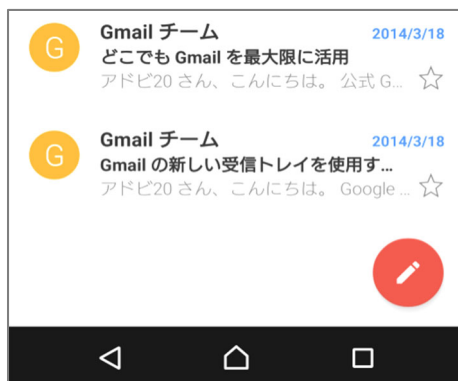 G
Gmail チーム
2014/3/18
どこでも Gmail を最大限に活用
アドビ20 さん、こんにちは。 公式 G...
G
Gmail チーム
2014/3/18
Gmail の新しい受信トレイを使用す...
アドビ20 さん、こんにちは。 Google ...